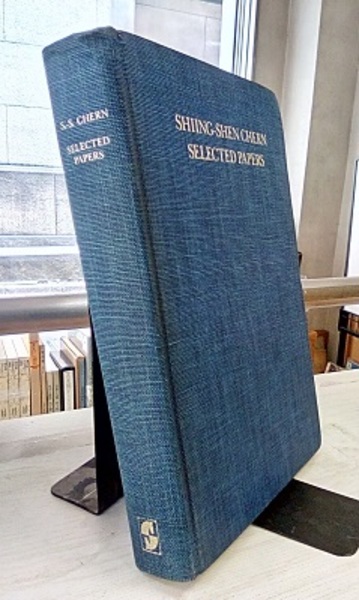 S.-S. CHERN
SELECTED
PAPERS
SHIING-SHEN CHERN
SELECTED PAPERS